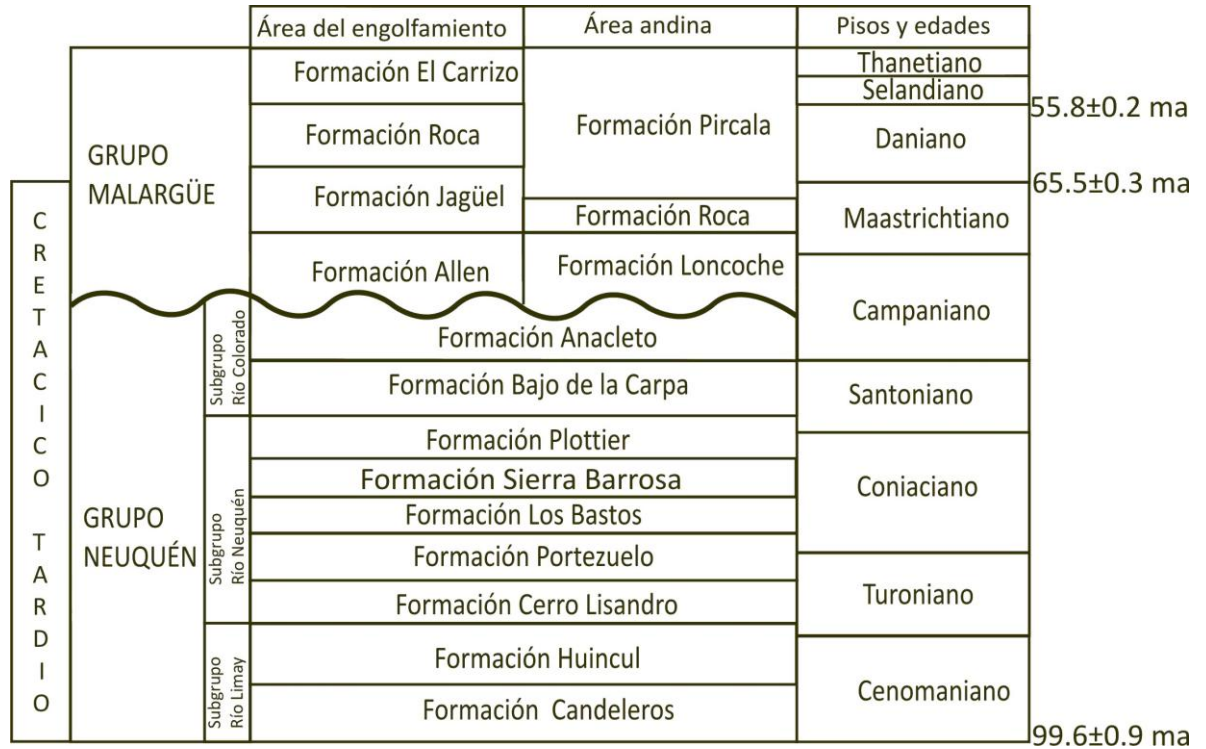 Área del engolfamiento
Área andina
Pisos y edades
CRETACICO TARDIO
GRUPO
MALARGÜE
Formación El Carrizo
Formación Roca
Formación Jagüel
Formación Allen
Formación Pircala
Formación Roca
Formación Loncoche
GRUPO
NEUQUÉN
Subgrupo
Río Colorado
Formación Anacleto
Formación Bajo de la Carpa
Subgrupo
Río Neuquén
Formación Plottier
Formación Sierra Barrosa
Formación Los Bastos
Formación Portezuelo
Formación Cerro Lisandro
Subgrupo
Río Limay
Formación Huincul
Formación Candeleros
Thanetiano
Selandiano
55.8±0.2 ma
Daniano
65.5±0.3 ma
Maastrichtiano
Campaniano
Santoniano
Coniaciano
Turoniano
Cenomaniano
99.6±0.9 ma